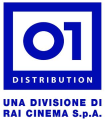 01
DISTRIBUTION
UNA DIVISIONE DI
RAI CINEMA S.p.A.